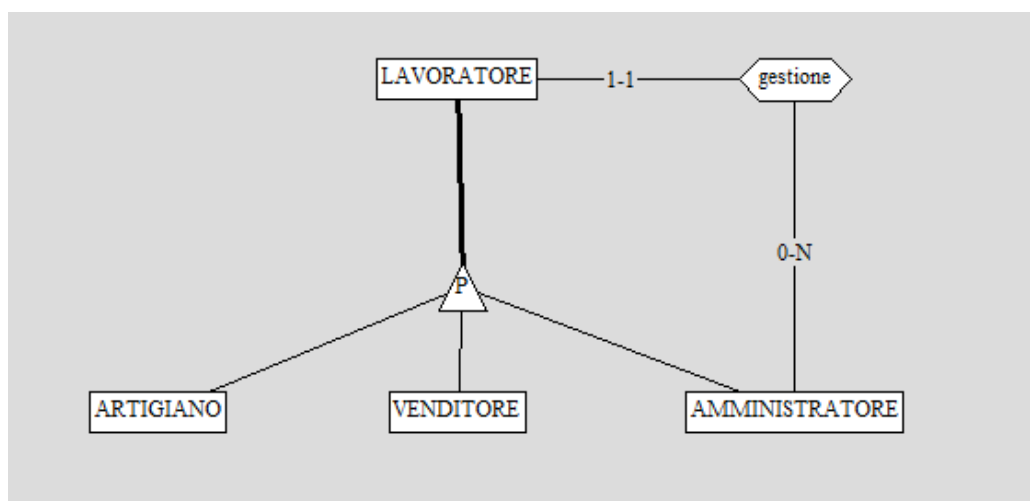 LAVORATORE
1-1
gestione
0-N
P
ARTIGIANO
VENDITORE
AMMINISTRATORE